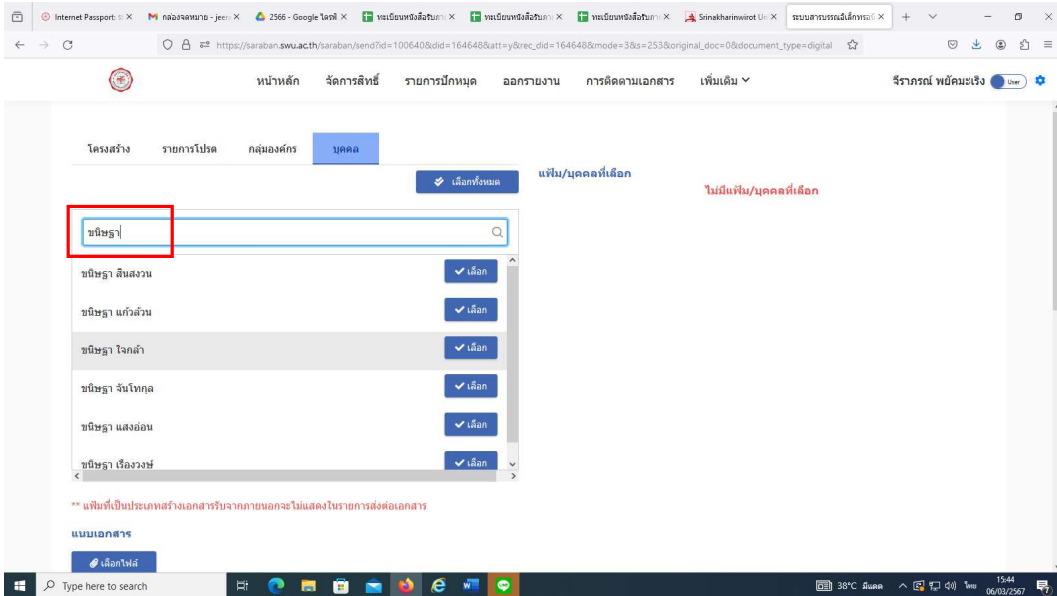 Internet Passport: ร กล่องจดหมาย - jeera 2566 - Google ไดรฟ์ ทะเบียนหนังสือรับภา ทะเบียนหนังสือรับภา ทะเบียนหนังสือรับภา Srinakharinwirot Un ระบบสารบรรณอิเล็กทรอนิ
https://saraban.swu.ac.th/saraban/send?id=100640&did=164648&att=y&rec_did=164648&mode=3&s=253&original_doc=0&document_type=digital
หน้าหลัก จัดการสิทธิ์ รายการปักหมุด ออกรายงาน การติดตามเอกสาร เพิ่มเติม จีราภรณ์ พยัคมะเริง User
โครงสร้าง รายการโปรด กลุ่มองค์กร บุคคล
เลือกทั้งหมด แฟ้ม/บุคคลที่เลือก
ไม่มีแฟ้ม/บุคคลที่เลือก
ขนิษฐา
ขนิษฐา สินสงวน เลือก
ขนิษฐา แก้วล้วน เลือก
ขนิษฐา ใจกล้า เลือก
ขนิษฐา จันโทกุล เลือก
ขนิษฐา แสงอ่อน เลือก
ขนิษฐา เรืองวงษ์ เลือก
** แฟ้มที่เป็นประเภทสร้างเอกสารรับจากภายนอกจะไม่แสดงในรายการส่งต่อเอกสาร
แนบเอกสาร
เลือกไฟล์
Type here to search 38°C มีแดด ไทย 15:44
06/03/2567